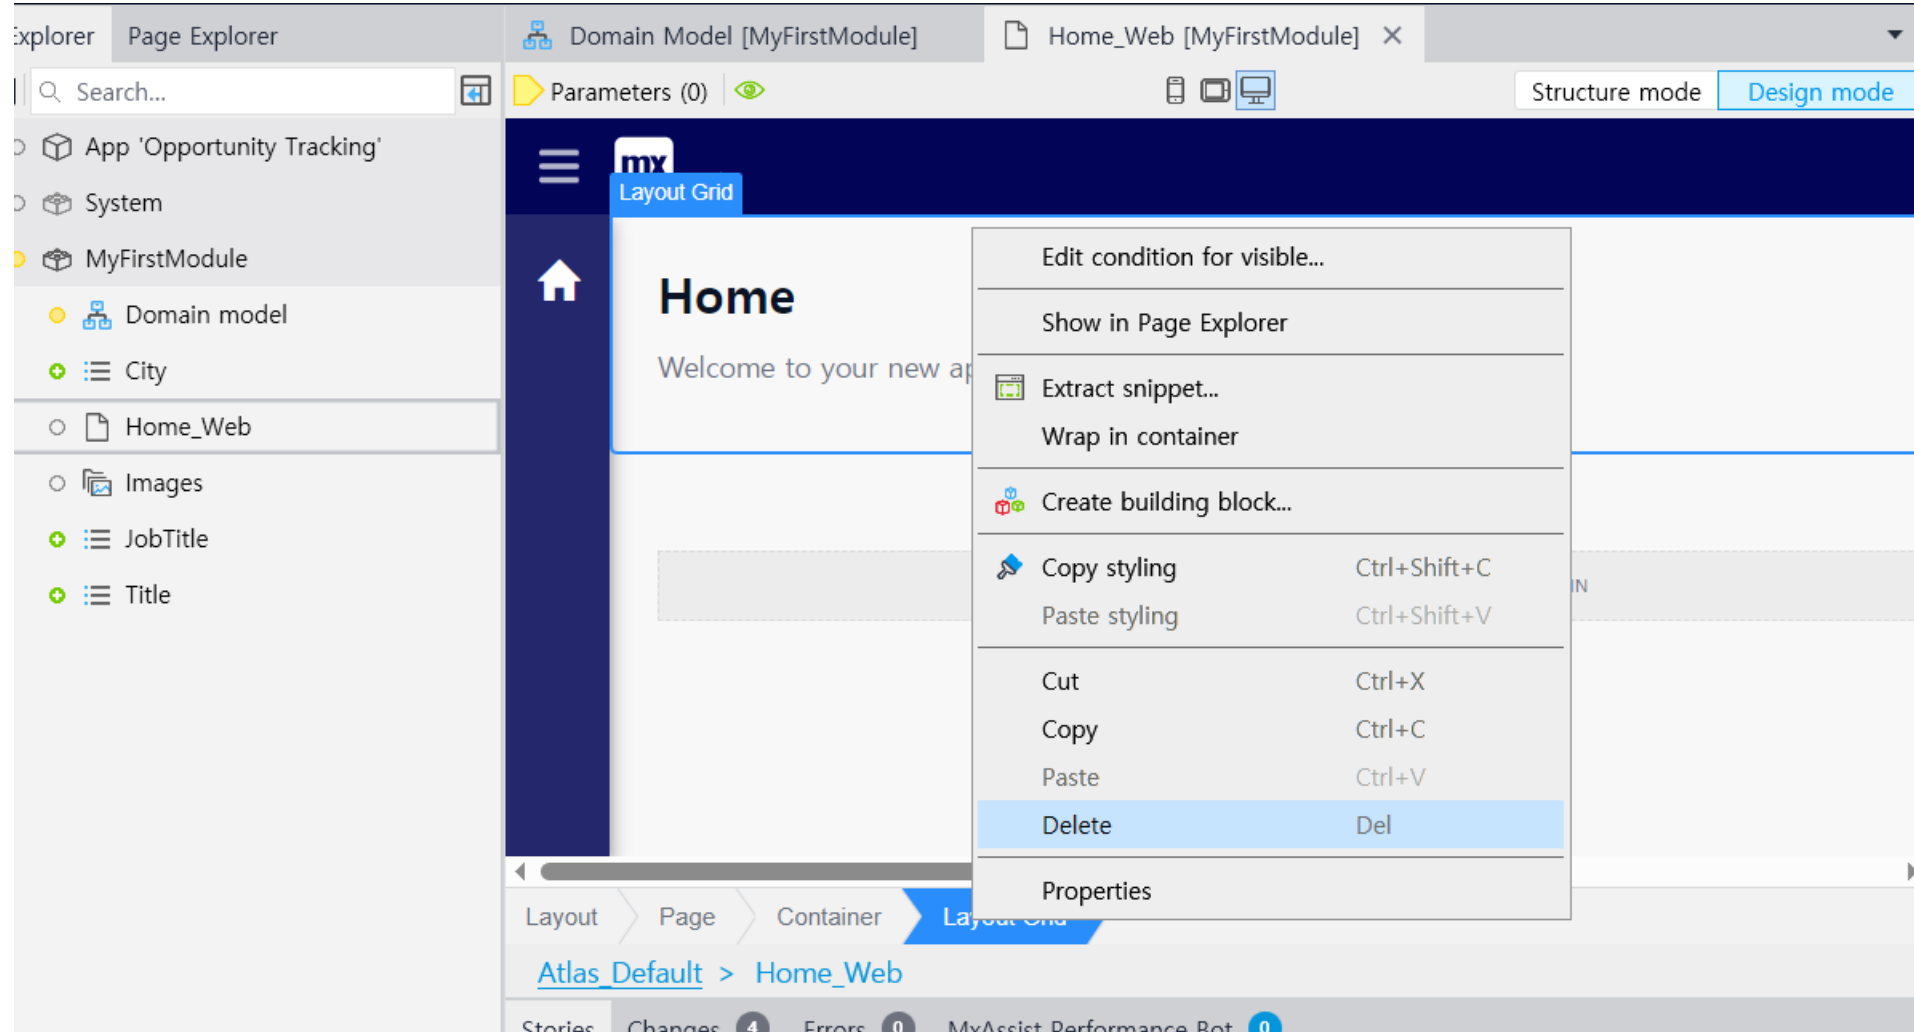 Explorer
Page Explorer
Domain Model [MyFirstModule]
Home_Web [MyFirstModule]
Search...
Parameters (0)
Structure mode
Design mode
App 'Opportunity Tracking'
System
MyFirstModule
Domain model
City
Home_Web
Images
JobTitle
Title
mx
Layout Grid
Home
Welcome to your new ap
IN
Edit condition for visible...
Show in Page Explorer
Extract snippet...
Wrap in container
Create building block...
Copy styling Ctrl+Shift+C
Paste styling Ctrl+Shift+V
Cut Ctrl+X
Copy Ctrl+C
Paste Ctrl+V
Delete Del
Properties
Layout
Page
Container
Layout Grid
Atlas_Default > Home_Web
Stories
Changes 4
Errors 0
MxAssist Performance Bot 0